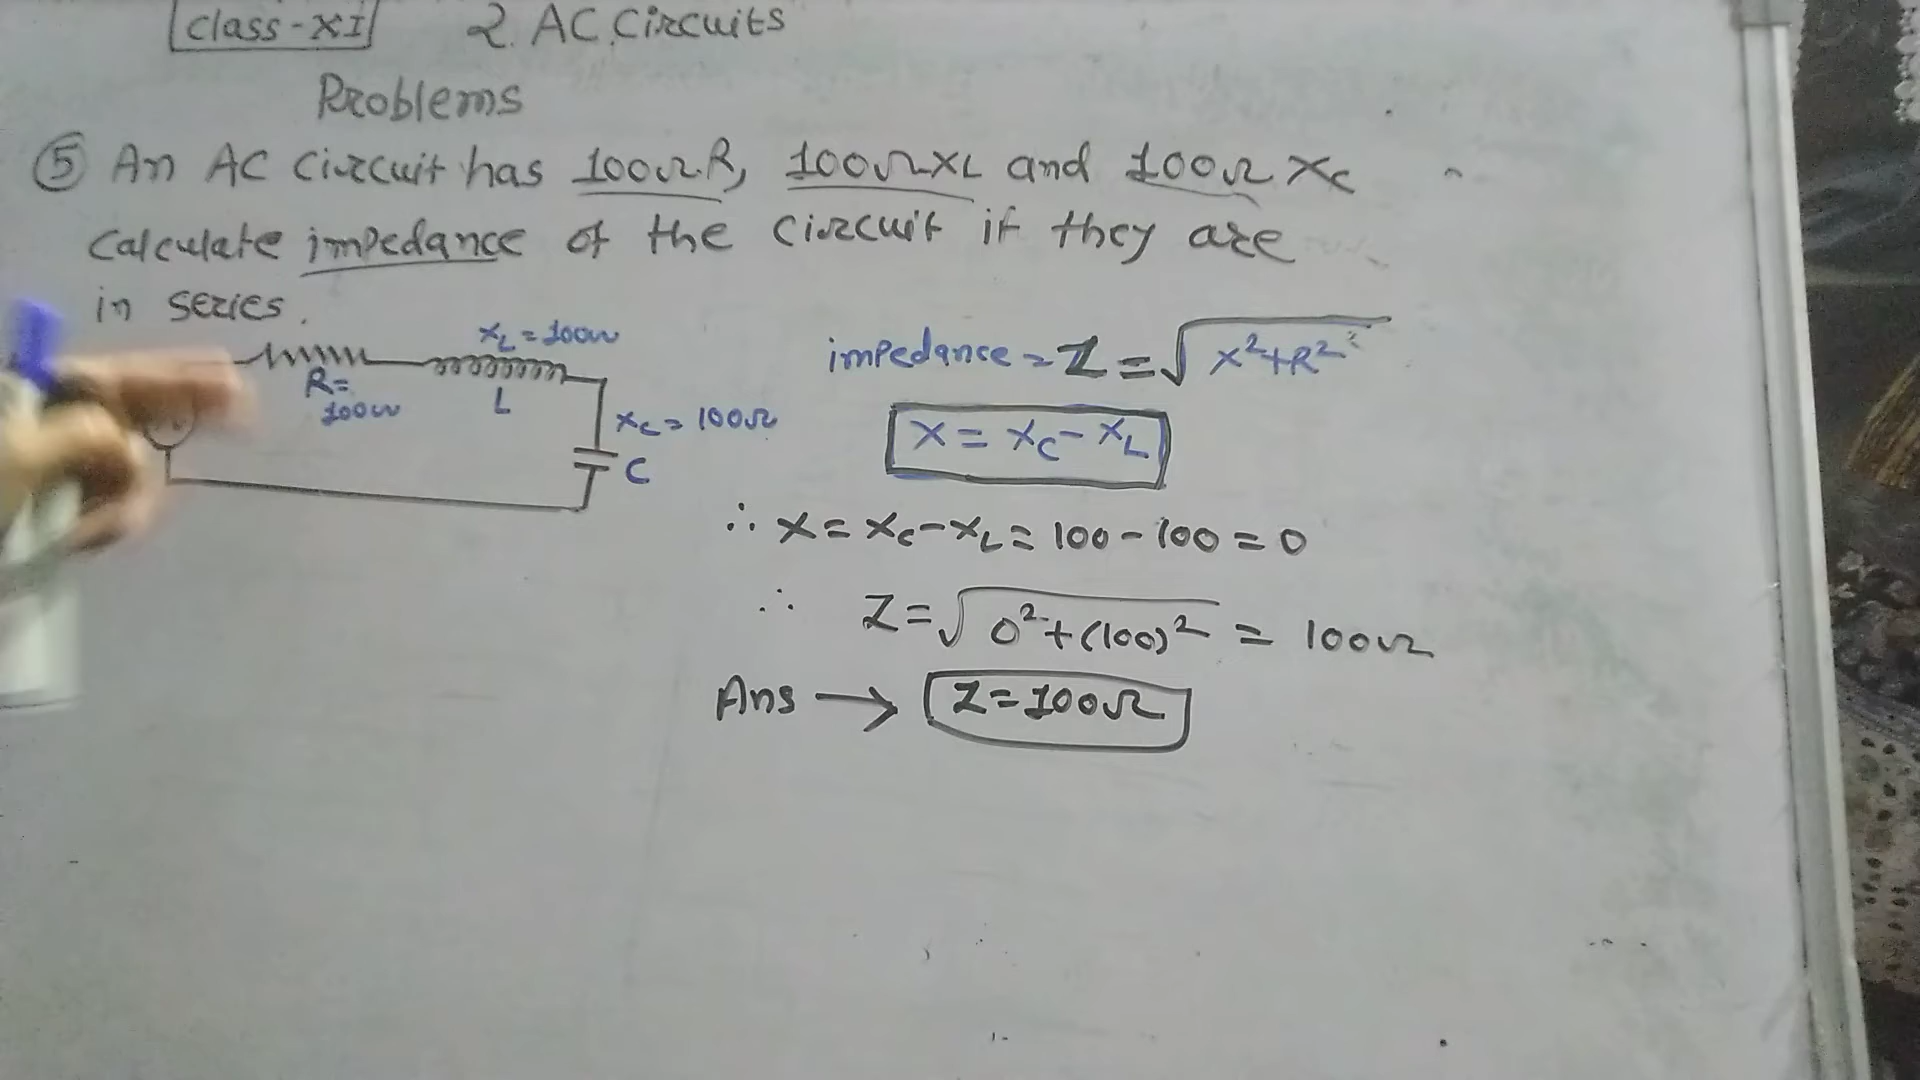 Class-XI 2. AC Circuits
Problems
⑤ An AC circuit has 100Ω R, 100Ω XL and 100Ω Xc
calculate impedance of the circuit if they are
in series.
XL = 100Ω
R=
100Ω
L
Xc = 100Ω
C
impedance = Z = √X²+R²
X = XC - XL
∴ X = Xc - XL = 100 - 100 = 0
∴ Z = √0² + (100)² = 100Ω
Ans → Z = 100Ω